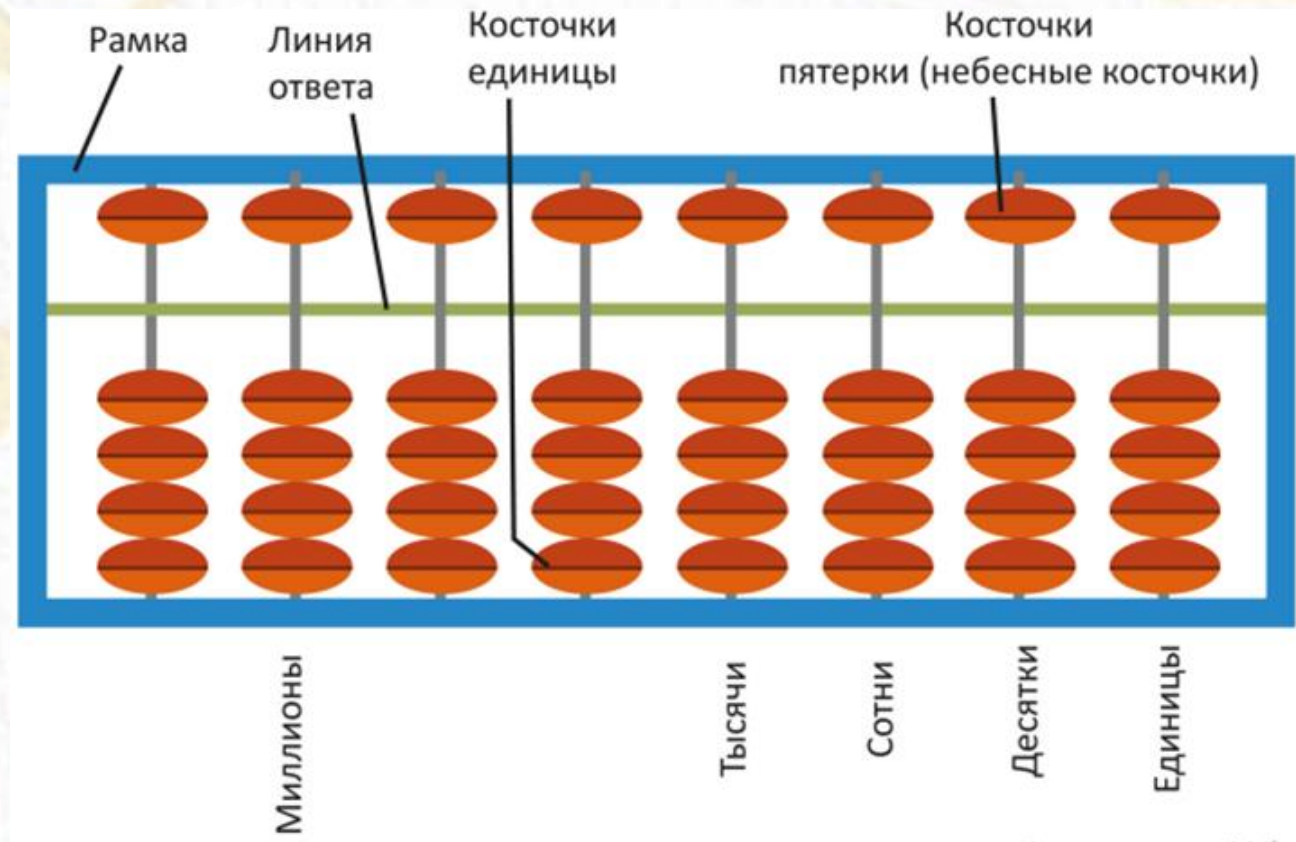 Рамка
Линия
ответа
Косточки
единицы
Косточки
пятерки (небесные косточки)
Миллионы
Тысячи
Сотни
Десятки
Единицы